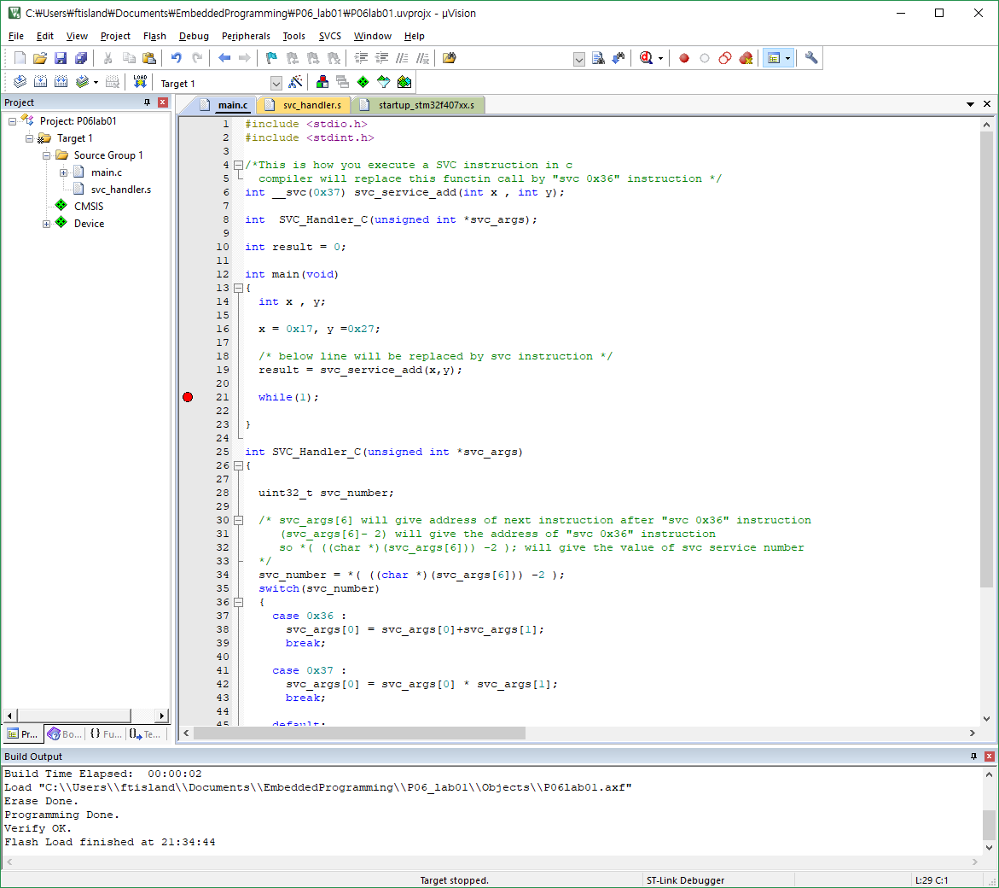 C:₩Users₩ftisland₩Documents₩EmbeddedProgramming₩P06_lab01₩P06lab01.uvprojx - µVision
File Edit View Project Flash Debug Peripherals Tools SVCS Window Help
LOAD
Target 1
Project
Project: P06lab01
Target 1
Source Group 1
main.c
svc_handler.s
CMSIS
Device
Pr... Bo... {} Fu... Te...
main.c svc_handler.s startup_stm32f407xx.s
1 #include <stdio.h>
2 #include <stdint.h>
3
4 /*This is how you execute a SVC instruction in c
5 compiler will replace this functin call by "svc 0x36" instruction */
6 int __svc(0x37) svc_service_add(int x , int y);
7
8 int  SVC_Handler_C(unsigned int *svc_args);
9
10 int result = 0;
11
12 int main(void)
13 {
14 int x , y;
15
16 x = 0x17, y =0x27;
17
18 /* below line will be replaced by svc instruction */
19 result = svc_service_add(x,y);
20
21 while(1);
22
23 }
24
25 int SVC_Handler_C(unsigned int *svc_args)
26 {
27
28 uint32_t svc_number;
29
30 /* svc_args[6] will give address of next instruction after "svc 0x36" instruction
31 (svc_args[6]- 2) will give the address of "svc 0x36" instruction
32 so *( ((char *)(svc_args[6])) -2 ); will give the value of svc service number
33 */
34 svc_number = *( ((char *)(svc_args[6])) -2 );
35 switch(svc_number)
36 {
37 case 0x36 :
38 svc_args[0] = svc_args[0]+svc_args[1];
39 break;
40
41 case 0x37 :
42 svc_args[0] = svc_args[0] * svc_args[1];
43 break;
44
45 default:
Build Output
Build Time Elapsed:  00:00:02
Load "C:\\Users\\ftisland\\Documents\\EmbeddedProgramming\\P06_lab01\\Objects\\P06lab01.axf"
Erase Done.
Programming Done.
Verify OK.
Flash Load finished at 21:34:44
Target stopped. ST-Link Debugger L:29 C:1